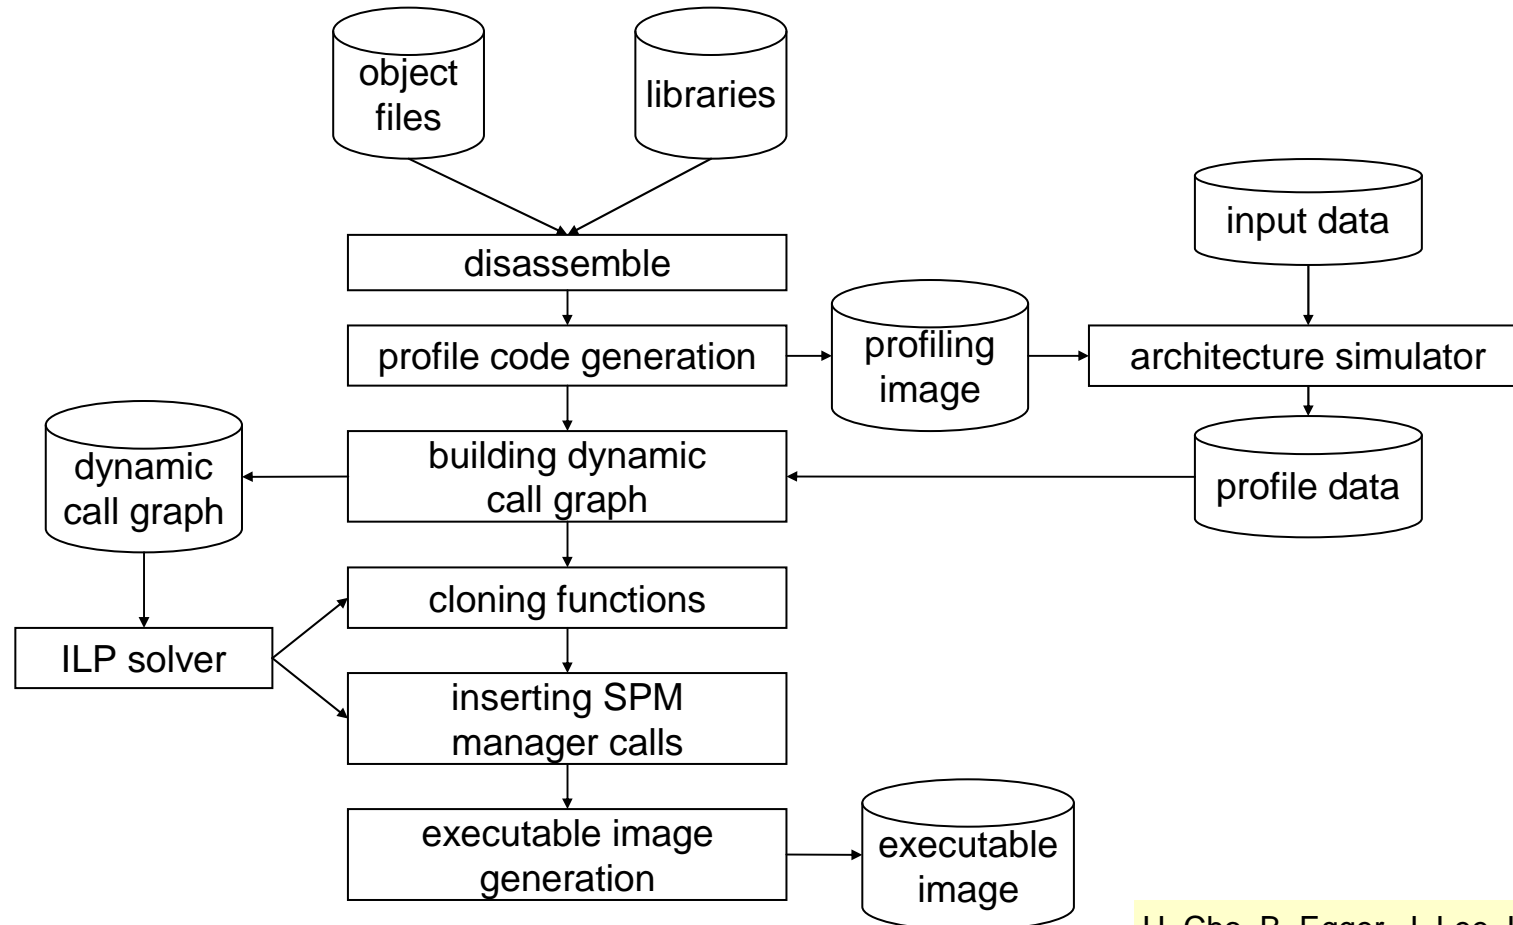 object
files
libraries
input data
disassemble
profile code generation
profiling
image
architecture simulator
dynamic
call graph
building dynamic
call graph
profile data
cloning functions
ILP solver
inserting SPM
manager calls
executable image
generation
executable
image